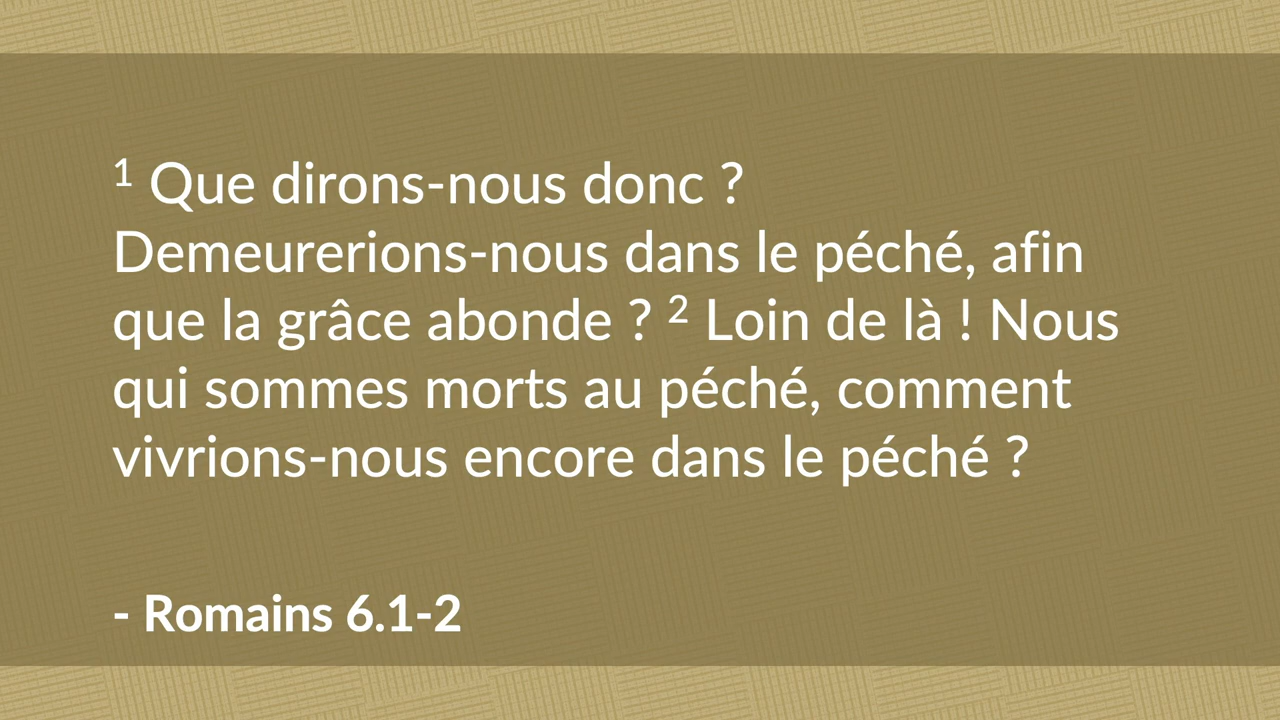 ¹ Que dirons-nous donc ?
Demeurerions-nous dans le péché, afin
que la grâce abonde ? ² Loin de là ! Nous
qui sommes morts au péché, comment
vivrions-nous encore dans le péché ?
- Romains 6.1-2